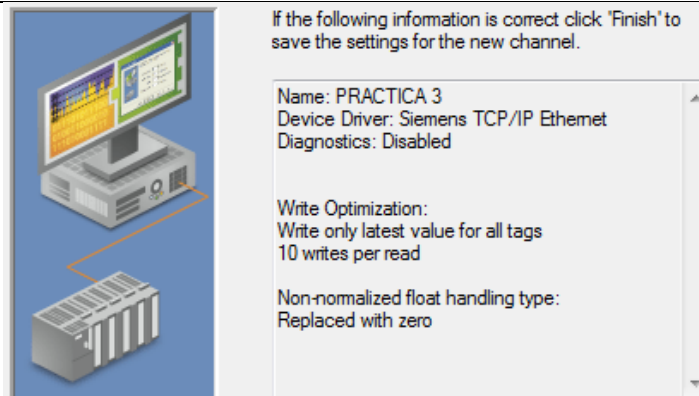 If the following information is correct click 'Finish' to
save the settings for the new channel.
Name: PRACTICA 3
Device Driver: Siemens TCP/IP Ethernet
Diagnostics: Disabled
Write Optimization:
Write only latest value for all tags
10 writes per read
Non-normalized float handling type:
Replaced with zero